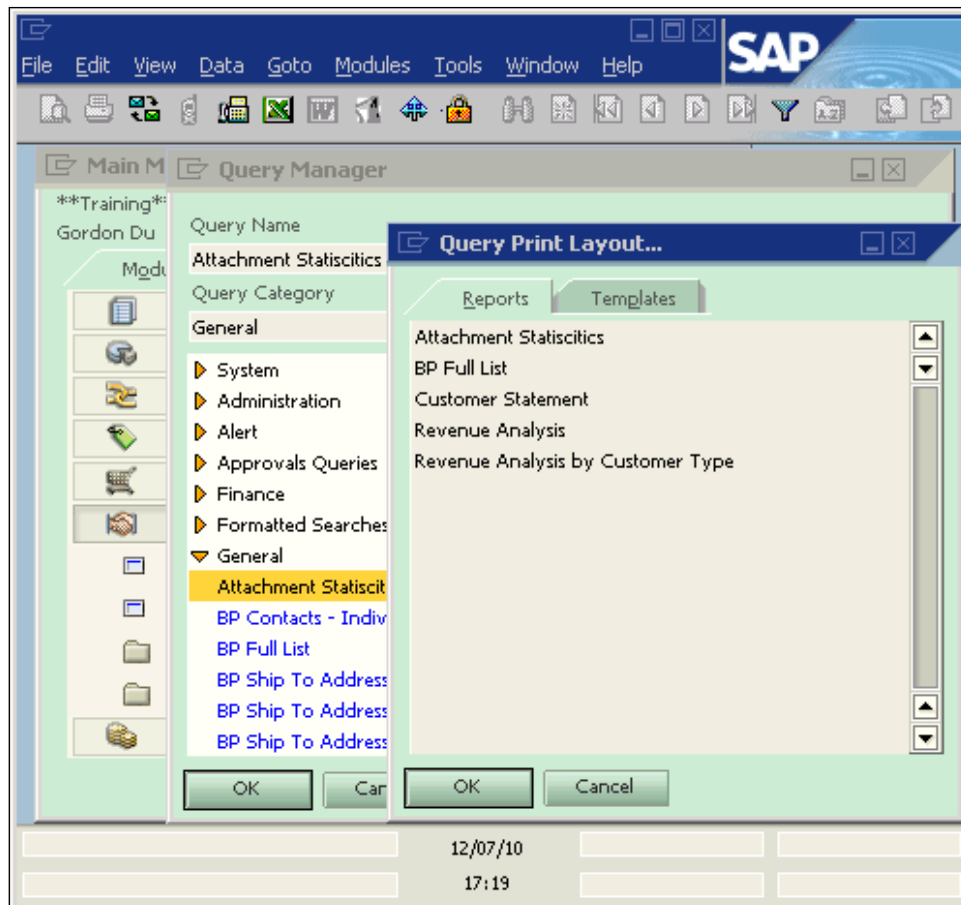 SAP
File Edit View Data Goto Modules Tools Window Help
Main M
Query Manager
**Training*
Gordon Du
Query Name
Query Print Layout...
Attachment Statiscitics
Modu
Query Category
Reports Templates
General
Attachment Statiscitics
BP Full List
System
Customer Statement
Administration
Revenue Analysis
Alert
Revenue Analysis by Customer Type
Approvals Queries
Finance
Formatted Searches
General
Attachment Statiscit
BP Contacts - Indiv
BP Full List
BP Ship To Address
BP Ship To Address
BP Ship To Address
OK Can
OK Cancel
12/07/10
17:19